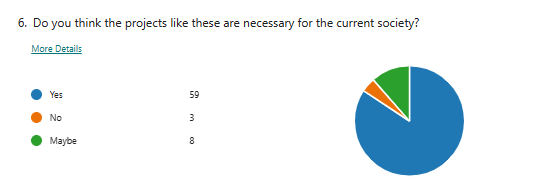 6. Do you think the projects like these are necessary for the current society?
More Details
Yes 59
No 3
Maybe 8